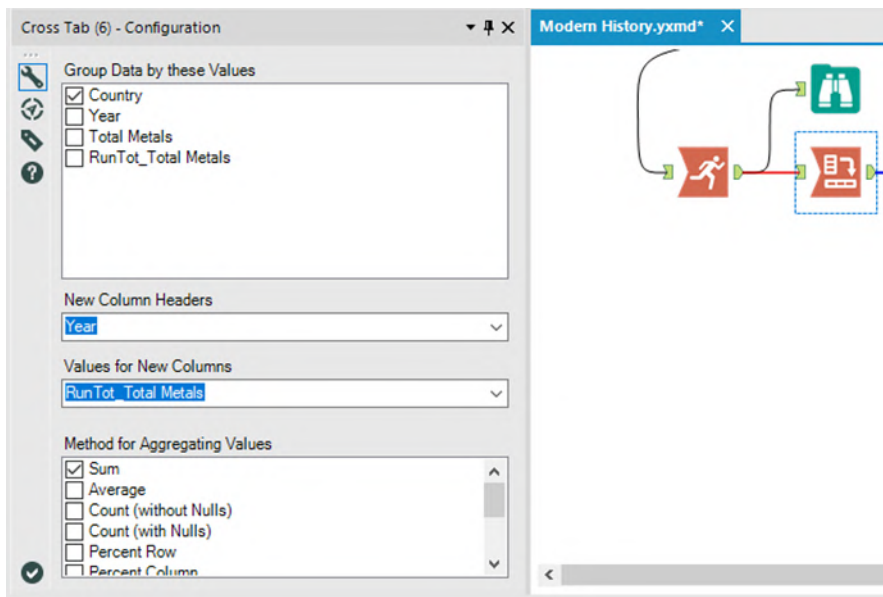 Cross Tab (6) - Configuration
Group Data by these Values
Country
Year
Total Metals
RunTot_Total Metals
New Column Headers
Year
Values for New Columns
RunTot_Total Metals
Method for Aggregating Values
Sum
Average
Count (without Nulls)
Count (with Nulls)
Percent Row
Percent Column
Modern History.yxmd*